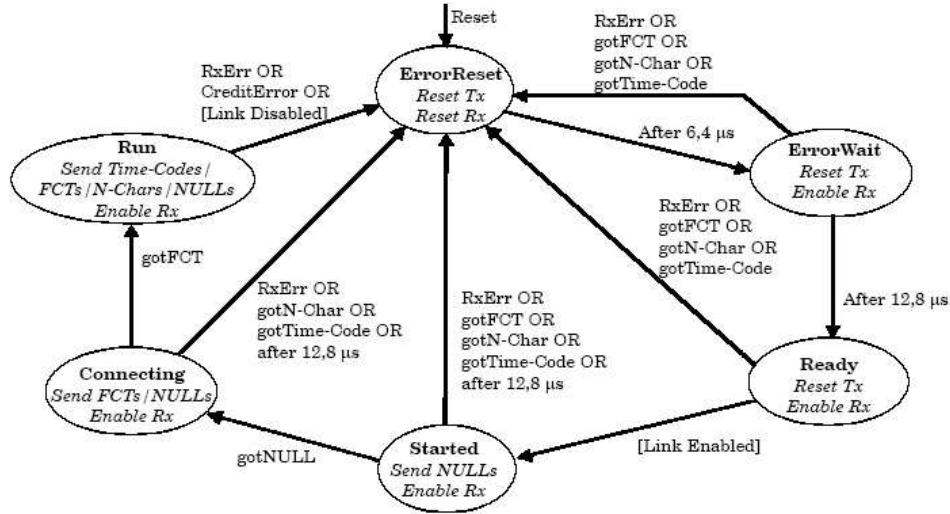 Reset
ErrorReset
Reset Tx
Reset Rx
RxErr OR
CreditError OR
[Link Disabled]
RxErr OR
gotFCT OR
gotN-Char OR
gotTime-Code
After 6,4 µs
ErrorWait
Reset Tx
Enable Rx
Run
Send Time-Codes/
FCTs/N-Chars/NULLs
Enable Rx
RxErr OR
gotFCT OR
gotN-Char OR
gotTime-Code
gotFCT
RxErr OR
gotN-Char OR
gotTime-Code OR
after 12,8 µs
RxErr OR
gotFCT OR
gotN-Char OR
gotTime-Code OR
after 12,8 µs
After 12,8 µs
Connecting
Send FCTs/NULLs
Enable Rx
Ready
Reset Tx
Enable Rx
gotNULL
Started
Send NULLs
Enable Rx
[Link Enabled]